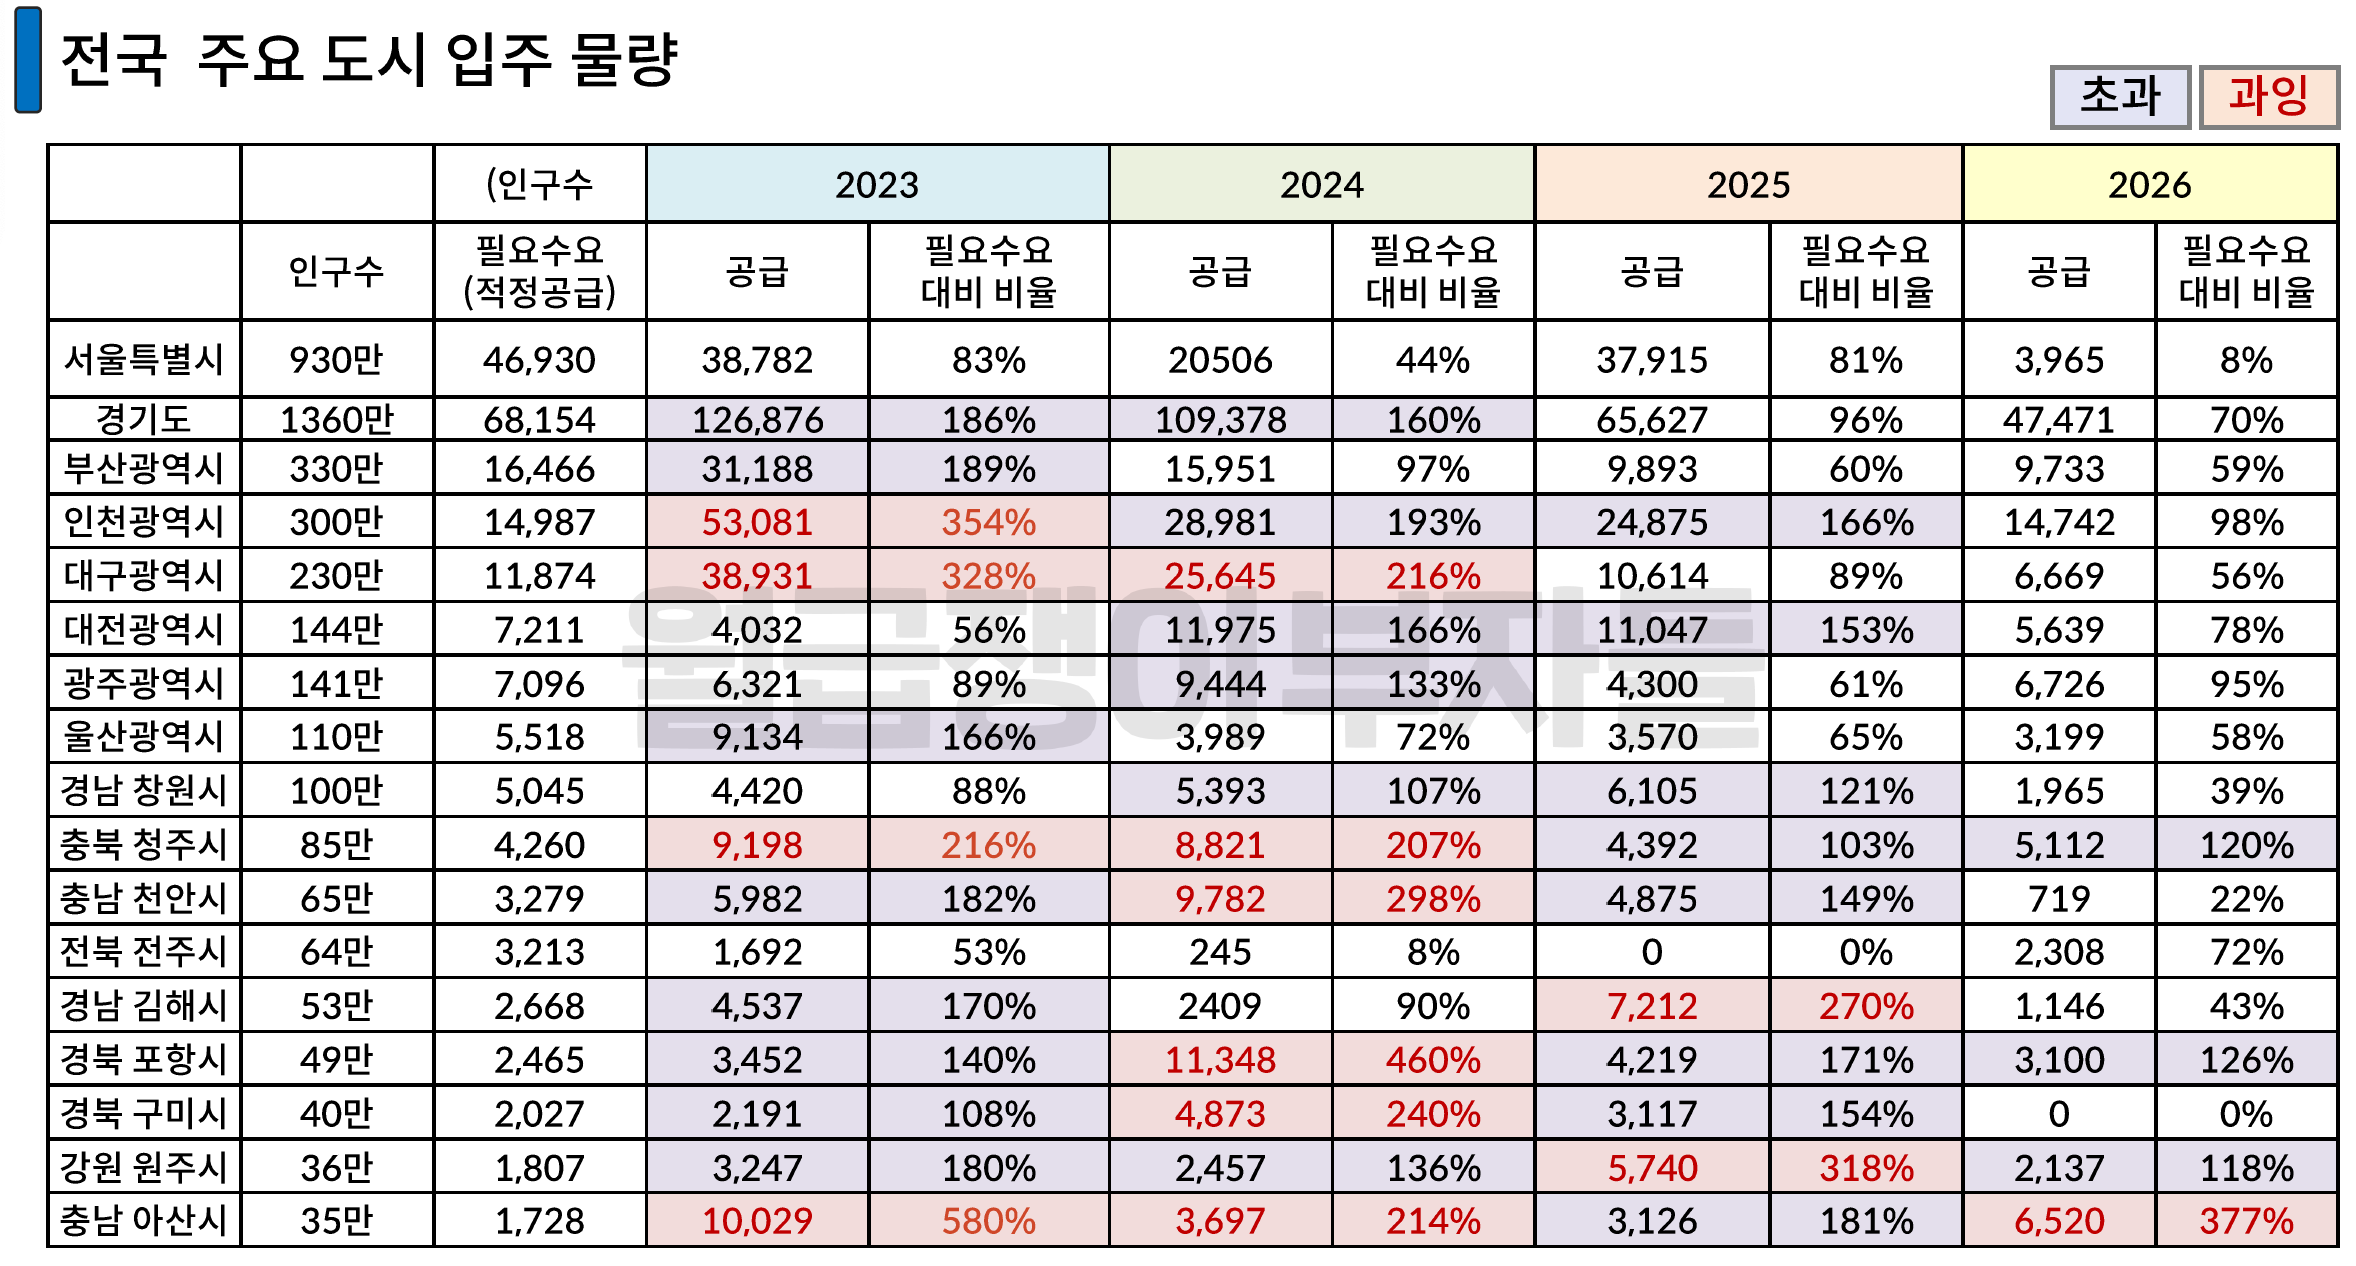 전국 주요 도시 입주 물량
초과 과잉
(인구수 2023 2024 2025 2026
인구수 필요수요 (적정공급) 공급 필요수요 대비 비율 공급 필요수요 대비 비율 공급 필요수요 대비 비율 공급 필요수요 대비 비율
서울특별시 930만 46,930 38,782 83% 20506 44% 37,915 81% 3,965 8%
경기도 1360만 68,154 126,876 186% 109,378 160% 65,627 96% 47,471 70%
부산광역시 330만 16,466 31,188 189% 15,951 97% 9,893 60% 9,733 59%
인천광역시 300만 14,987 53,081 354% 28,981 193% 24,875 166% 14,742 98%
대구광역시 230만 11,874 38,931 328% 25,645 216% 10,614 89% 6,669 56%
대전광역시 144만 7,211 4,032 56% 11,975 166% 11,047 153% 5,639 78%
광주광역시 141만 7,096 6,321 89% 9,444 133% 4,300 61% 6,726 95%
울산광역시 110만 5,518 9,134 166% 3,989 72% 3,570 65% 3,199 58%
경남 창원시 100만 5,045 4,420 88% 5,393 107% 6,105 121% 1,965 39%
충북 청주시 85만 4,260 9,198 216% 8,821 207% 4,392 103% 5,112 120%
충남 천안시 65만 3,279 5,982 182% 9,782 298% 4,875 149% 719 22%
전북 전주시 64만 3,213 1,692 53% 245 8% 0 0% 2,308 72%
경남 김해시 53만 2,668 4,537 170% 2409 90% 7,212 270% 1,146 43%
경북 포항시 49만 2,465 3,452 140% 11,348 460% 4,219 171% 3,100 126%
경북 구미시 40만 2,027 2,191 108% 4,873 240% 3,117 154% 0 0%
강원 원주시 36만 1,807 3,247 180% 2,457 136% 5,740 318% 2,137 118%
충남 아산시 35만 1,728 10,029 580% 3,697 214% 3,126 181% 6,520 377%
월급쟁이부자들